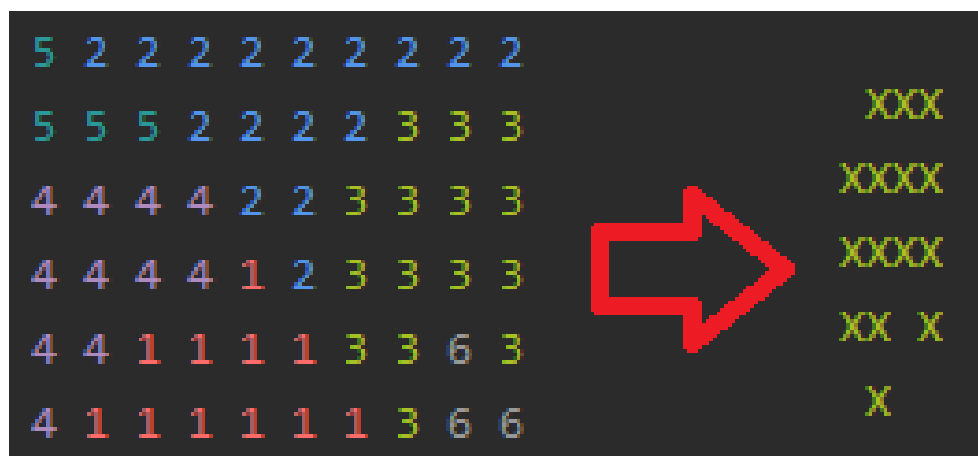 5 2 2 2 2 2 2 2 2 2
5 5 5 2 2 2 2 3 3 3
4 4 4 4 2 2 3 3 3 3
4 4 4 4 1 2 3 3 3 3
4 4 1 1 1 1 3 3 6 3
4 1 1 1 1 1 1 3 6 6
XXX
XXXX
XXXX
XX X
X